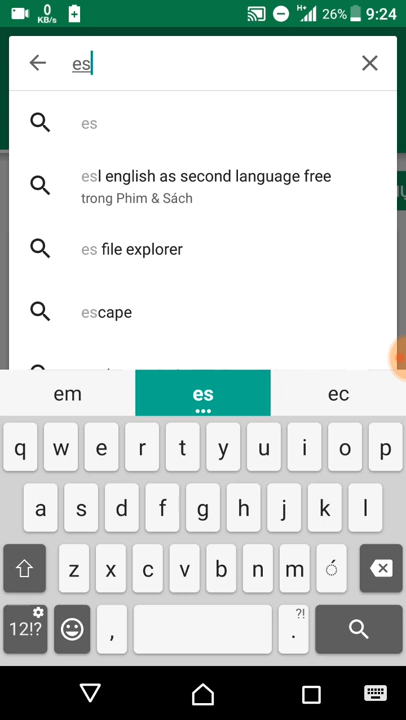 0
KB/s
H+
26%
9:24
es
es
esl english as second language free
trong Phim & Sách
es file explorer
escape
em
es
ec
q w e r t y u i o p
a s d f g h j k l
z x c v b n m
12!?
,
?!
.